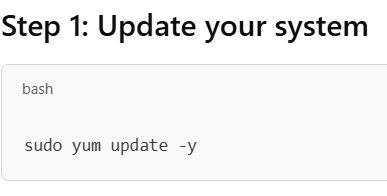 Step 1: Update your system
bash
sudo yum update -y